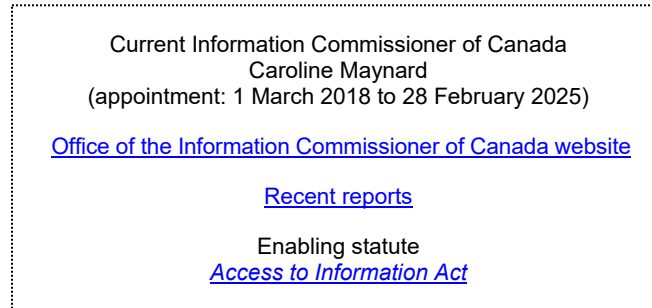 Current Information Commissioner of Canada
Caroline Maynard
(appointment: 1 March 2018 to 28 February 2025)
Office of the Information Commissioner of Canada website
Recent reports
Enabling statute
Access to Information Act